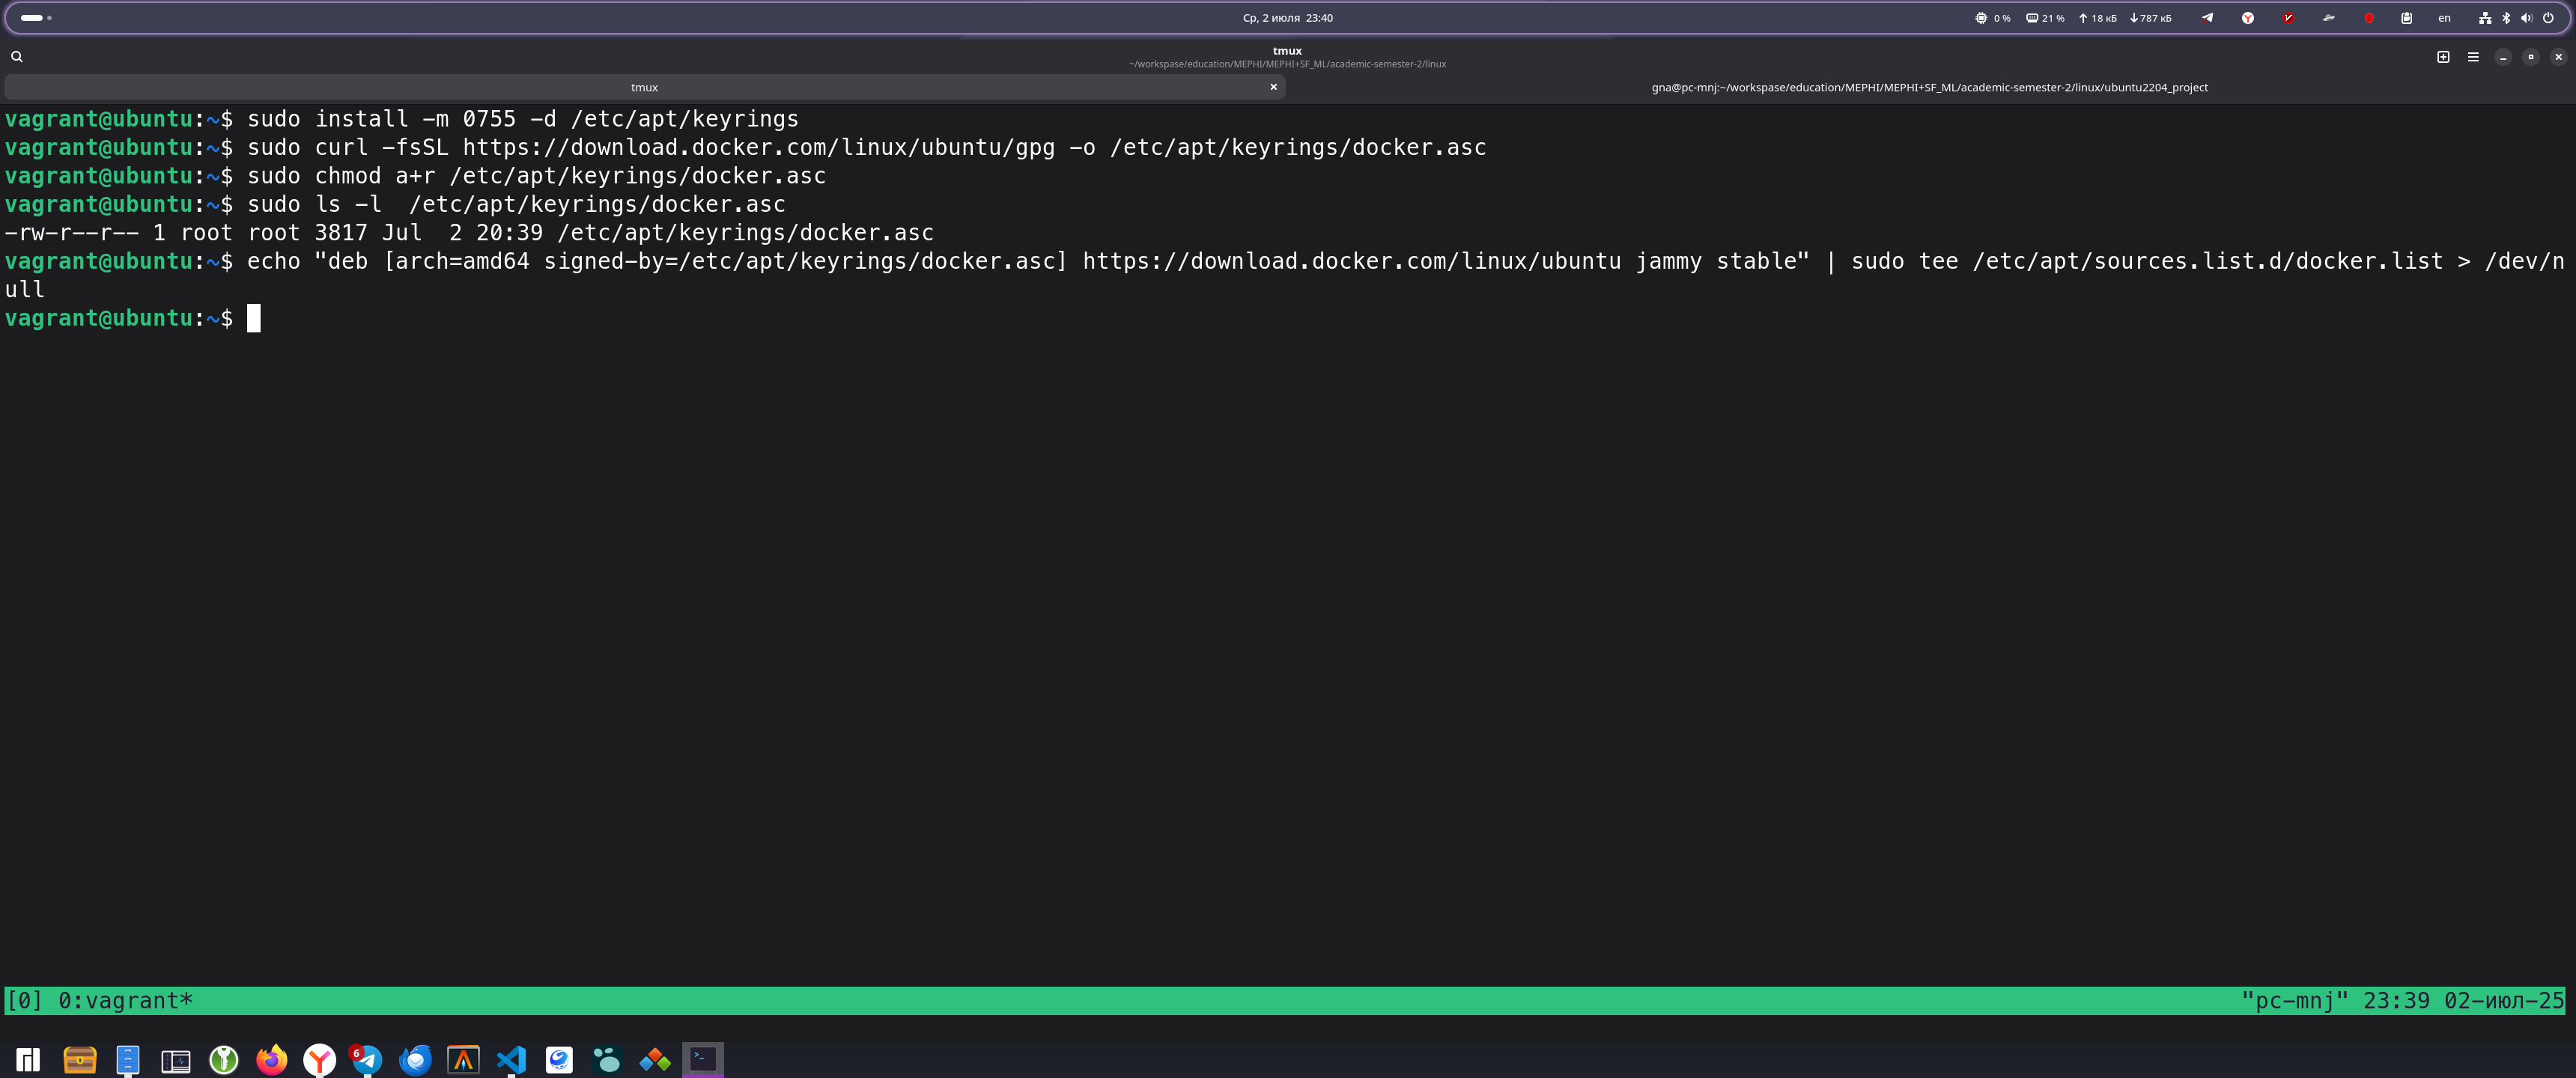 Ср, 2 июля 23:40
0 %
21 %
18 кБ
787 кБ
en
tmux
~/workspase/education/MEPHI/MEPHI+SF_ML/academic-semester-2/linux
tmux
gna@pc-mnj:~/workspase/education/MEPHI/MEPHI+SF_ML/academic-semester-2/linux/ubuntu2204_project
vagrant@ubuntu:~$ sudo install -m 0755 -d /etc/apt/keyrings
vagrant@ubuntu:~$ sudo curl -fsSL https://download.docker.com/linux/ubuntu/gpg -o /etc/apt/keyrings/docker.asc
vagrant@ubuntu:~$ sudo chmod a+r /etc/apt/keyrings/docker.asc
vagrant@ubuntu:~$ sudo ls -l  /etc/apt/keyrings/docker.asc
-rw-r--r-- 1 root root 3817 Jul  2 20:39 /etc/apt/keyrings/docker.asc
vagrant@ubuntu:~$ echo "deb [arch=amd64 signed-by=/etc/apt/keyrings/docker.asc] https://download.docker.com/linux/ubuntu jammy stable" | sudo tee /etc/apt/sources.list.d/docker.list > /dev/n
ull
vagrant@ubuntu:~$
[0] 0:vagrant*
"pc-mnj" 23:39 02-июл-25
6